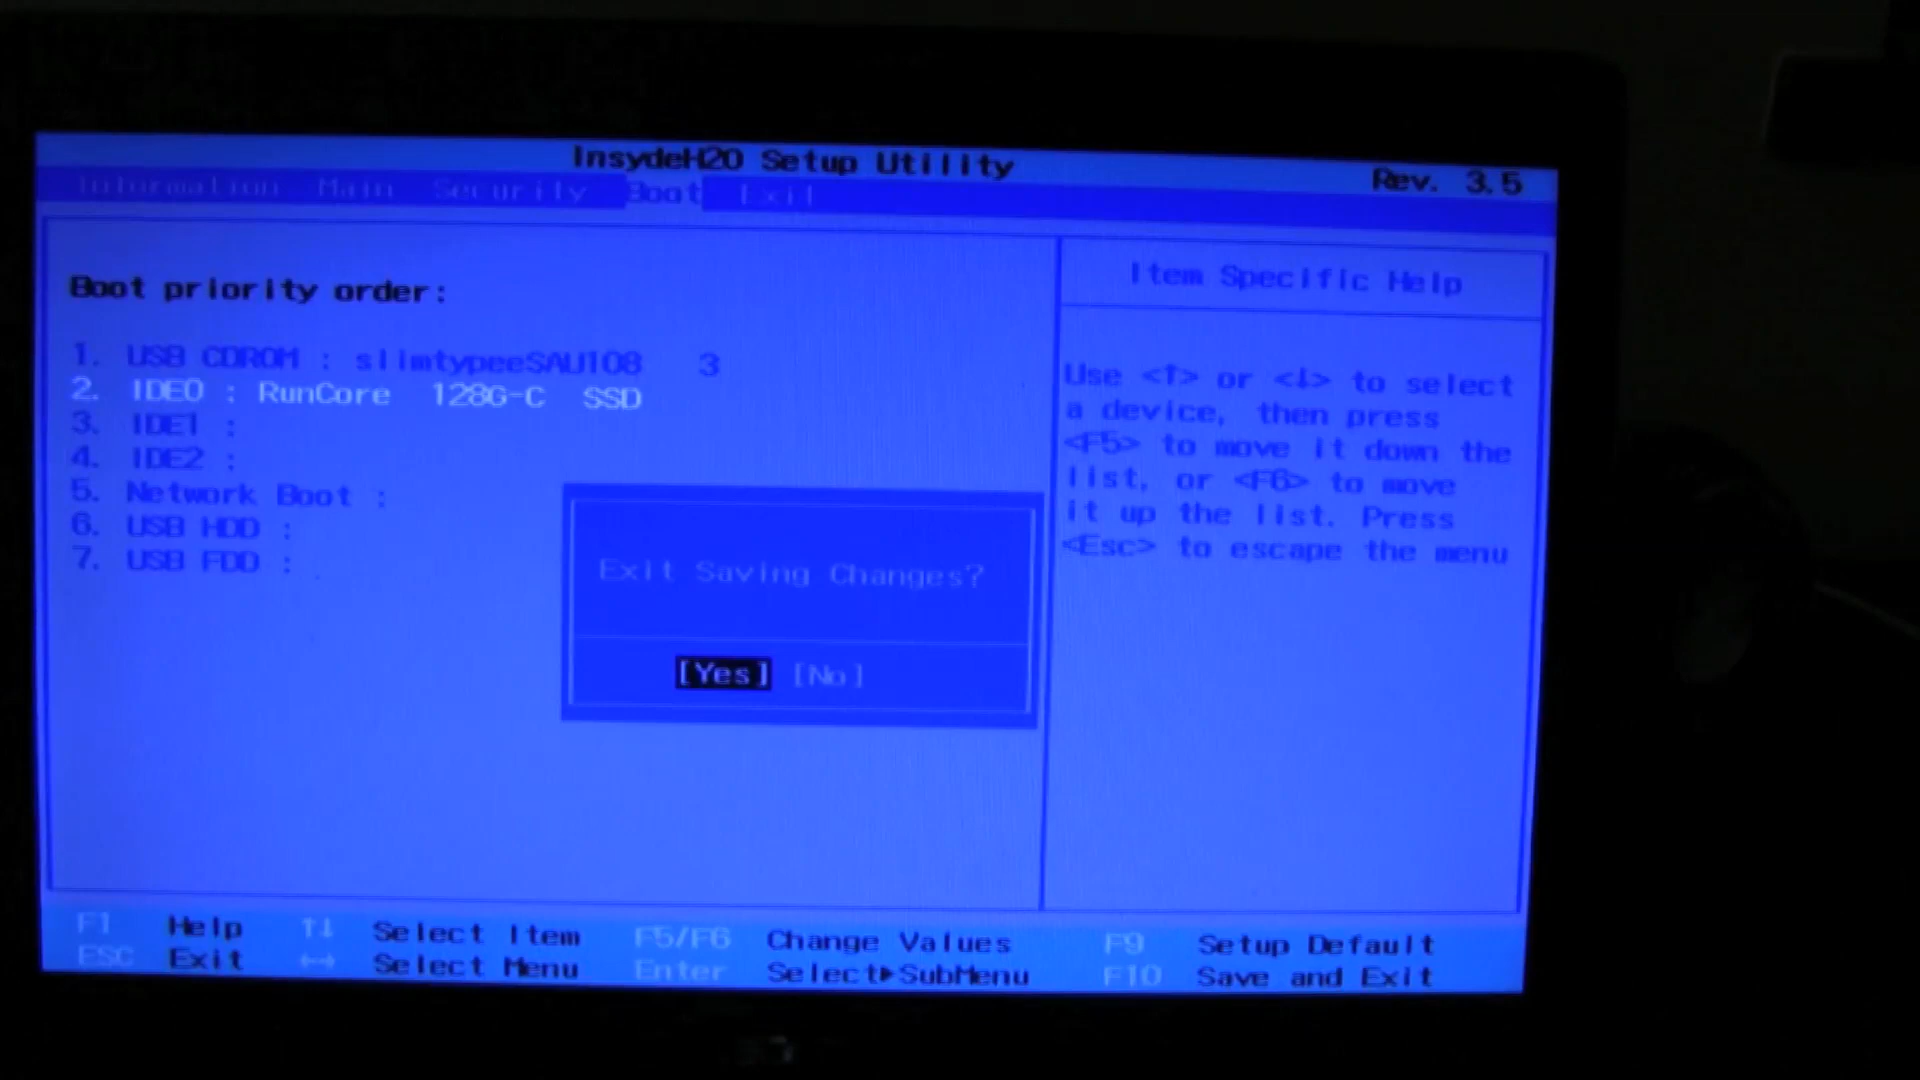 InsydeH20 Setup Utility
Rev. 3.5
Information Main Security Boot Exit
Boot priority order:
1. USB CDROM : slimtypeeSAU108 3
2. IDE0 : RunCore 128G-C SSD
3. IDE1 :
4. IDE2 :
5. Network Boot :
6. USB HDD :
7. USB FDD :
Exit Saving Changes?
[Yes] [No]
Item Specific Help
Use <↑> or <↓> to select
a device, then press
<F5> to move it down the
list, or <F6> to move
it up the list. Press
<Esc> to escape the menu
F1 Help ↑↓ Select Item F5/F6 Change Values F9 Setup Default
ESC Exit ↔ Select Menu Enter Select▶SubMenu F10 Save and Exit